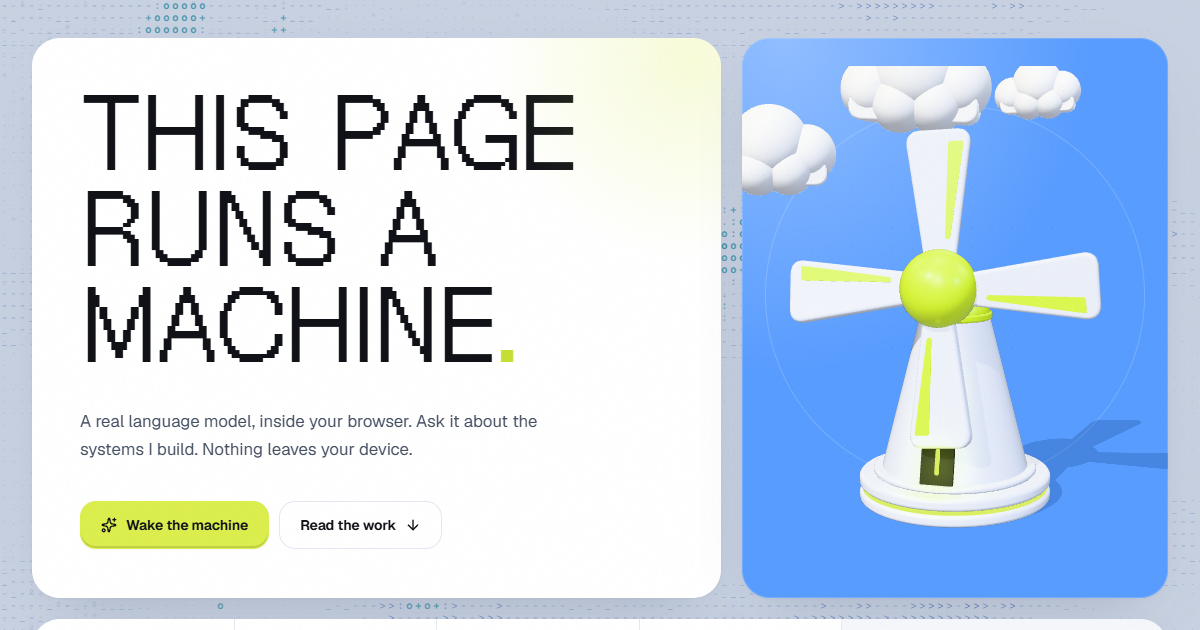 THIS PAGE
RUNS A
MACHINE.
A real language model, inside your browser. Ask it about the
systems I build. Nothing leaves your device.
Wake the machine
Read the work ↓